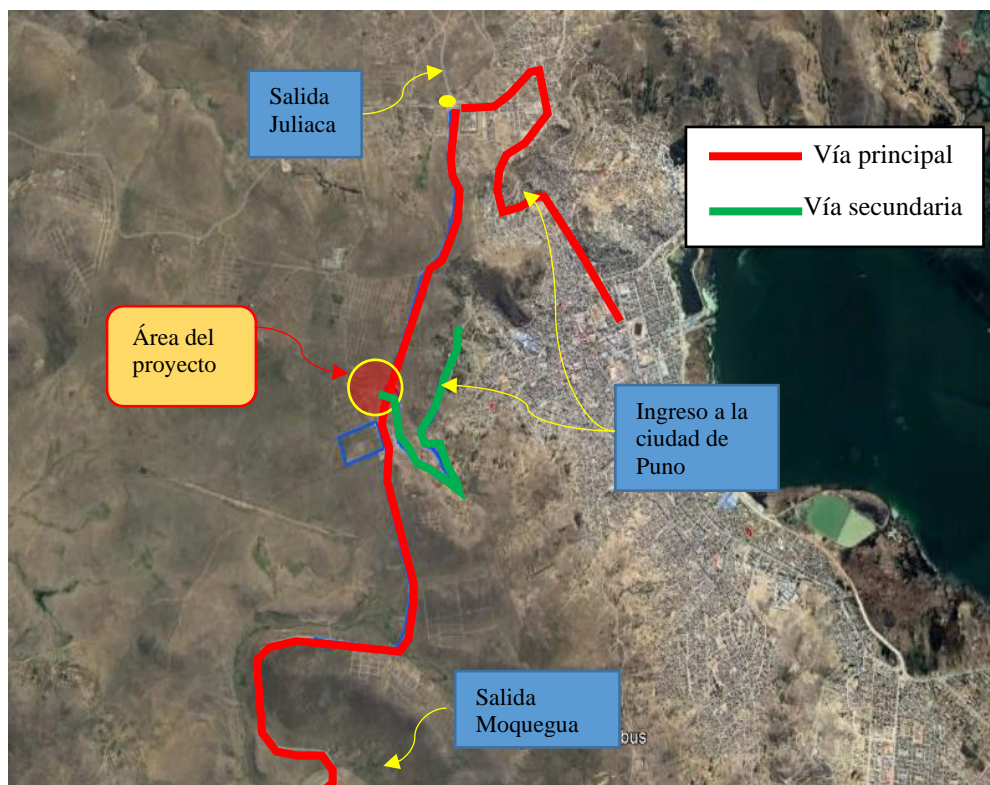 Salida
Juliaca
Vía principal
Vía secundaria
Área del
proyecto
Ingreso a la
ciudad de
Puno
Salida
Moquegua
bus